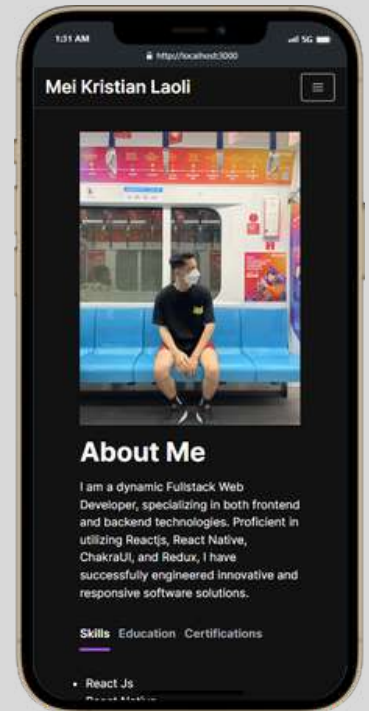 1:31 AM
5G
http://localhost:3000
Mei Kristian Laoli
About Me
I am a dynamic Fullstack Web
Developer, specializing in both frontend
and backend technologies. Proficient in
utilizing Reactjs, React Native,
ChakraUI, and Redux, I have
successfully engineered innovative and
responsive software solutions.
Skills Education Certifications
• React Js
React Native